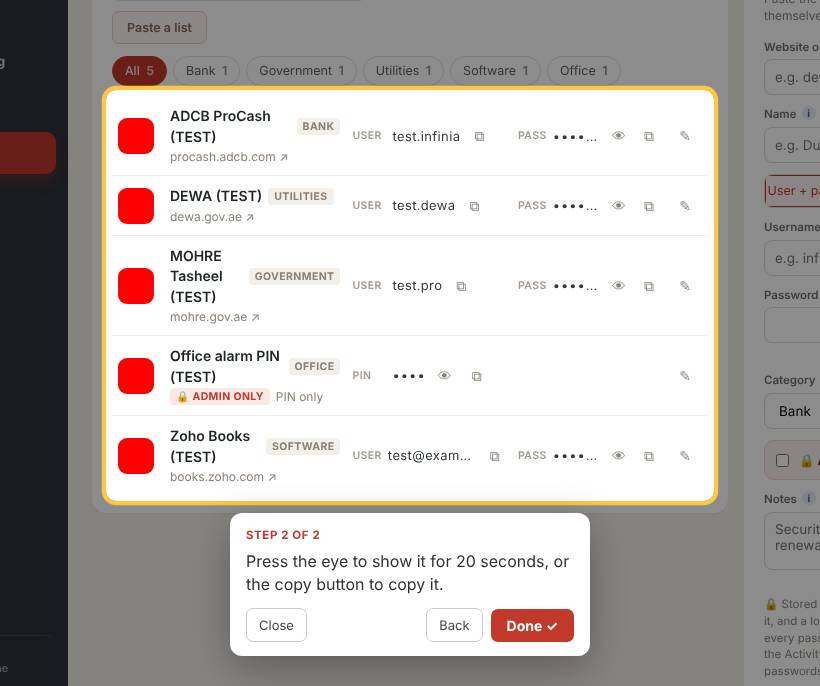 Paste a list
All 5
Bank 1
Government 1
Utilities 1
Software 1
Office 1
ADCB ProCash
(TEST)
BANK
procash.adcb.com ↗
USER test.infinia
PASS ••••…
DEWA (TEST) UTILITIES
dewa.gov.ae ↗
USER test.dewa
PASS ••••…
MOHRE
Tasheel
(TEST)
GOVERNMENT
mohre.gov.ae ↗
USER test.pro
PASS ••••…
Office alarm PIN
(TEST)
OFFICE
🔒 ADMIN ONLY PIN only
PIN ••••
Zoho Books
(TEST)
SOFTWARE
books.zoho.com ↗
USER test@exam…
PASS ••••…
STEP 2 OF 2
Press the eye to show it for 20 seconds, or
the copy button to copy it.
Close
Back
Done ✓
themselve
Website o
e.g. de
Name i
e.g. Du
User + pa
Username
e.g. inf
Password
Category
Bank
Notes i
Securit
renewa
🔒 Stored
it, and a lo
every pass
the Activit
passwords